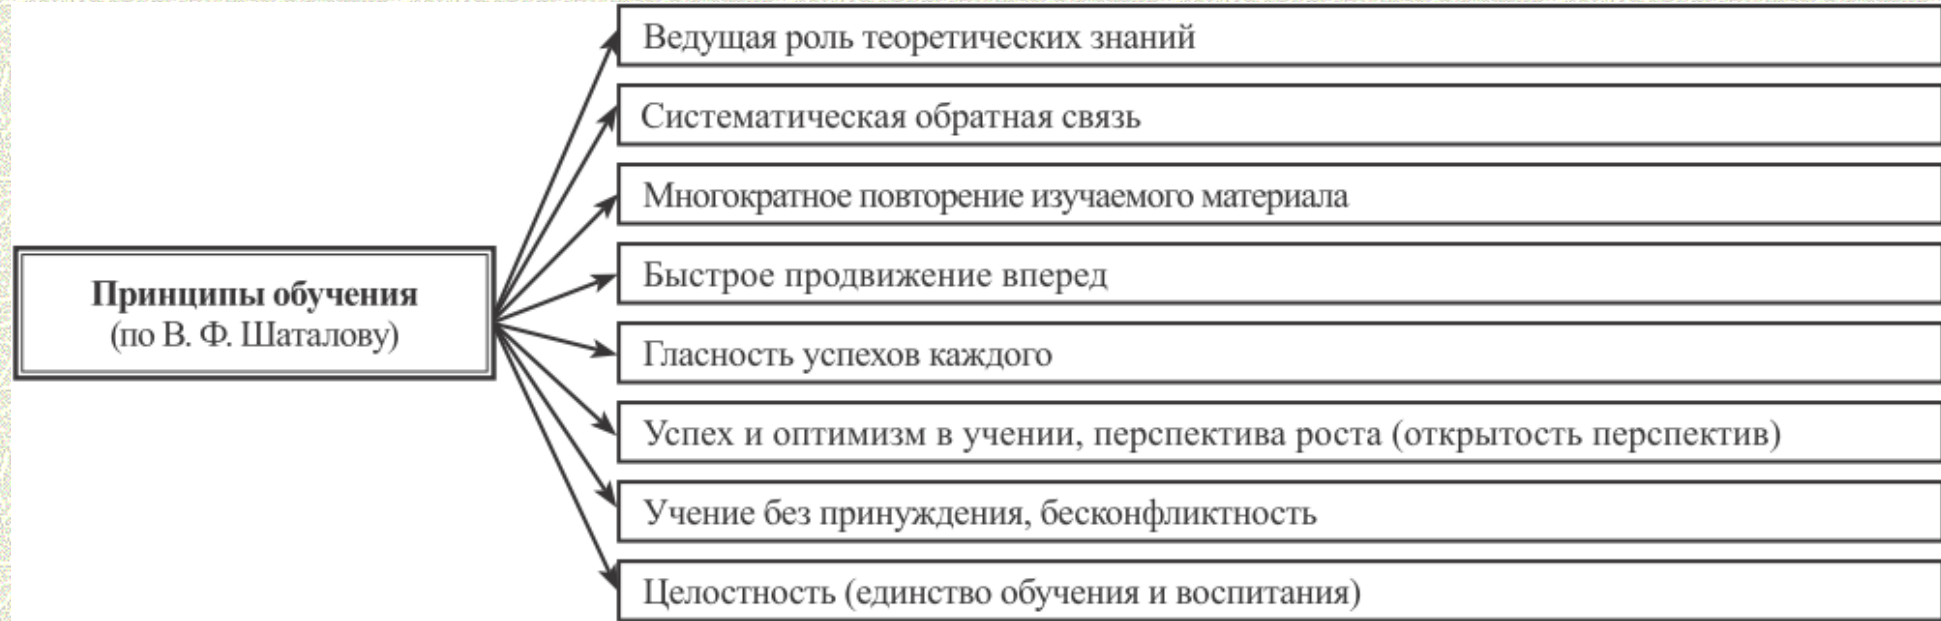 Принципы обучения
(по В. Ф. Шаталову)
Ведущая роль теоретических знаний
Систематическая обратная связь
Многократное повторение изучаемого материала
Быстрое продвижение вперед
Гласность успехов каждого
Успех и оптимизм в учении, перспектива роста (открытость перспектив)
Учение без принуждения, бесконфликтность
Целостность (единство обучения и воспитания)